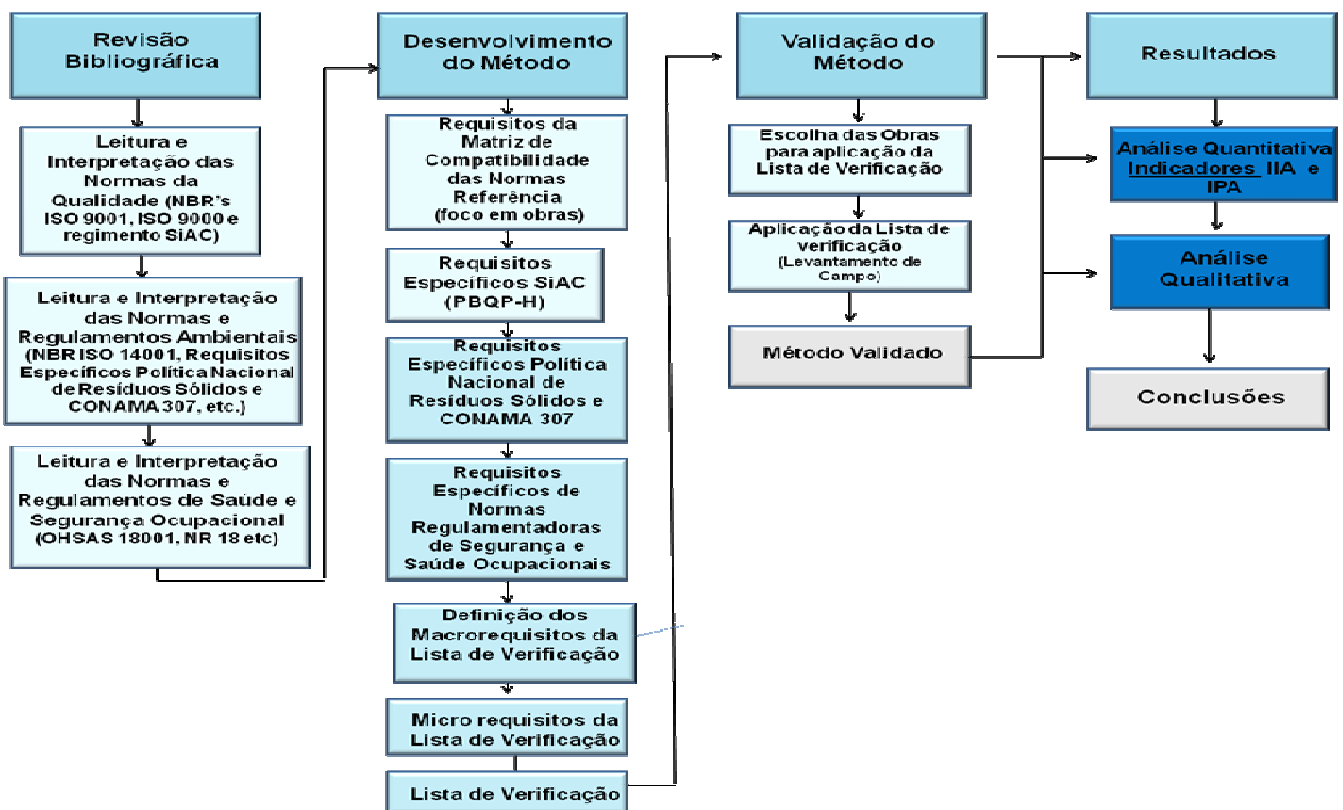 Revisão
Bibliográfica
Leitura e
Interpretação das
Normas da
Qualidade (NBR's
ISO 9001, ISO 9000 e
regimento SiAC)
Leitura e Interpretação
das Normas e
Regulamentos Ambientais
(NBR ISO 14001, Requisitos
Específicos Política Nacional
de Resíduos Sólidos e
CONAMA 307, etc.)
Leitura e Interpretação
das Normas e
Regulamentos de Saúde e
Segurança Ocupacional
(OHSAS 18001, NR 18 etc)
Desenvolvimento
do Método
Requisitos da
Matriz de
Compatibilidade
das Normas
Referência
(foco em obras)
Requisitos
Específicos SiAC
(PBQP-H)
Requisitos
Específicos Política
Nacional de
Resíduos Sólidos e
CONAMA 307
Requisitos
Específicos de
Normas
Regulamentadoras
de Segurança e
Saúde Ocupacionais
Definição dos
Macrorequisitos da
Lista de Verificação
Micro requisitos da
Lista de Verificação
Lista de Verificação
Validação do
Método
Escolha das Obras
para aplicação da
Lista de Verificação
Aplicação da Lista de
verificação
(Levantamento de
Campo)
Método Validado
Resultados
Análise Quantitativa
Indicadores IIA e
IPA
Análise
Qualitativa
Conclusões